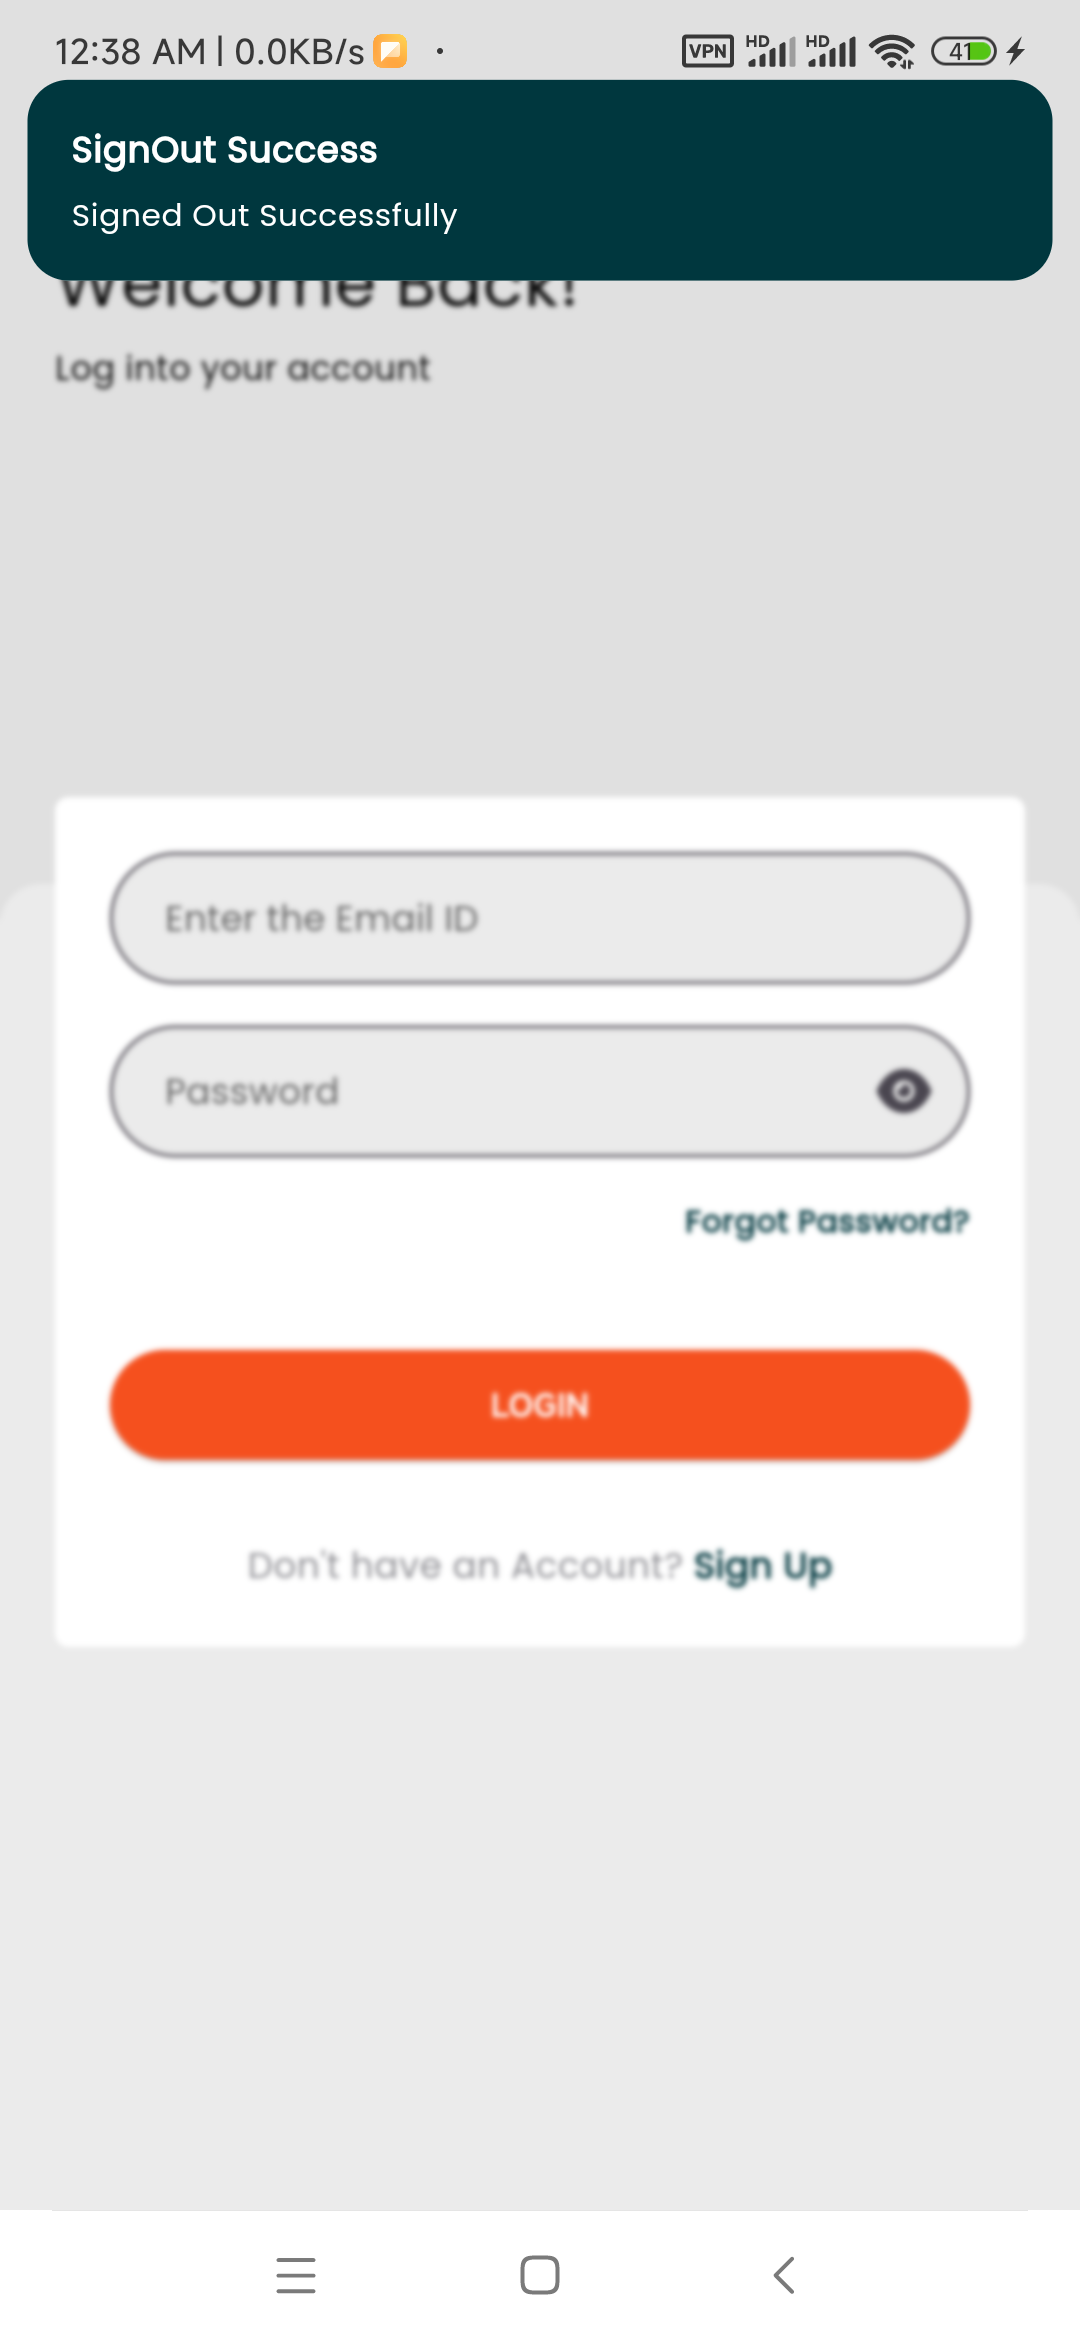 12:38 AM | 0.0KB/s VPN HD HD 41
SignOut Success
Signed Out Successfully
Welcome Back!
Log into your account
Enter the Email ID
Password
Forgot Password?
LOGIN
Don't have an Account? Sign Up